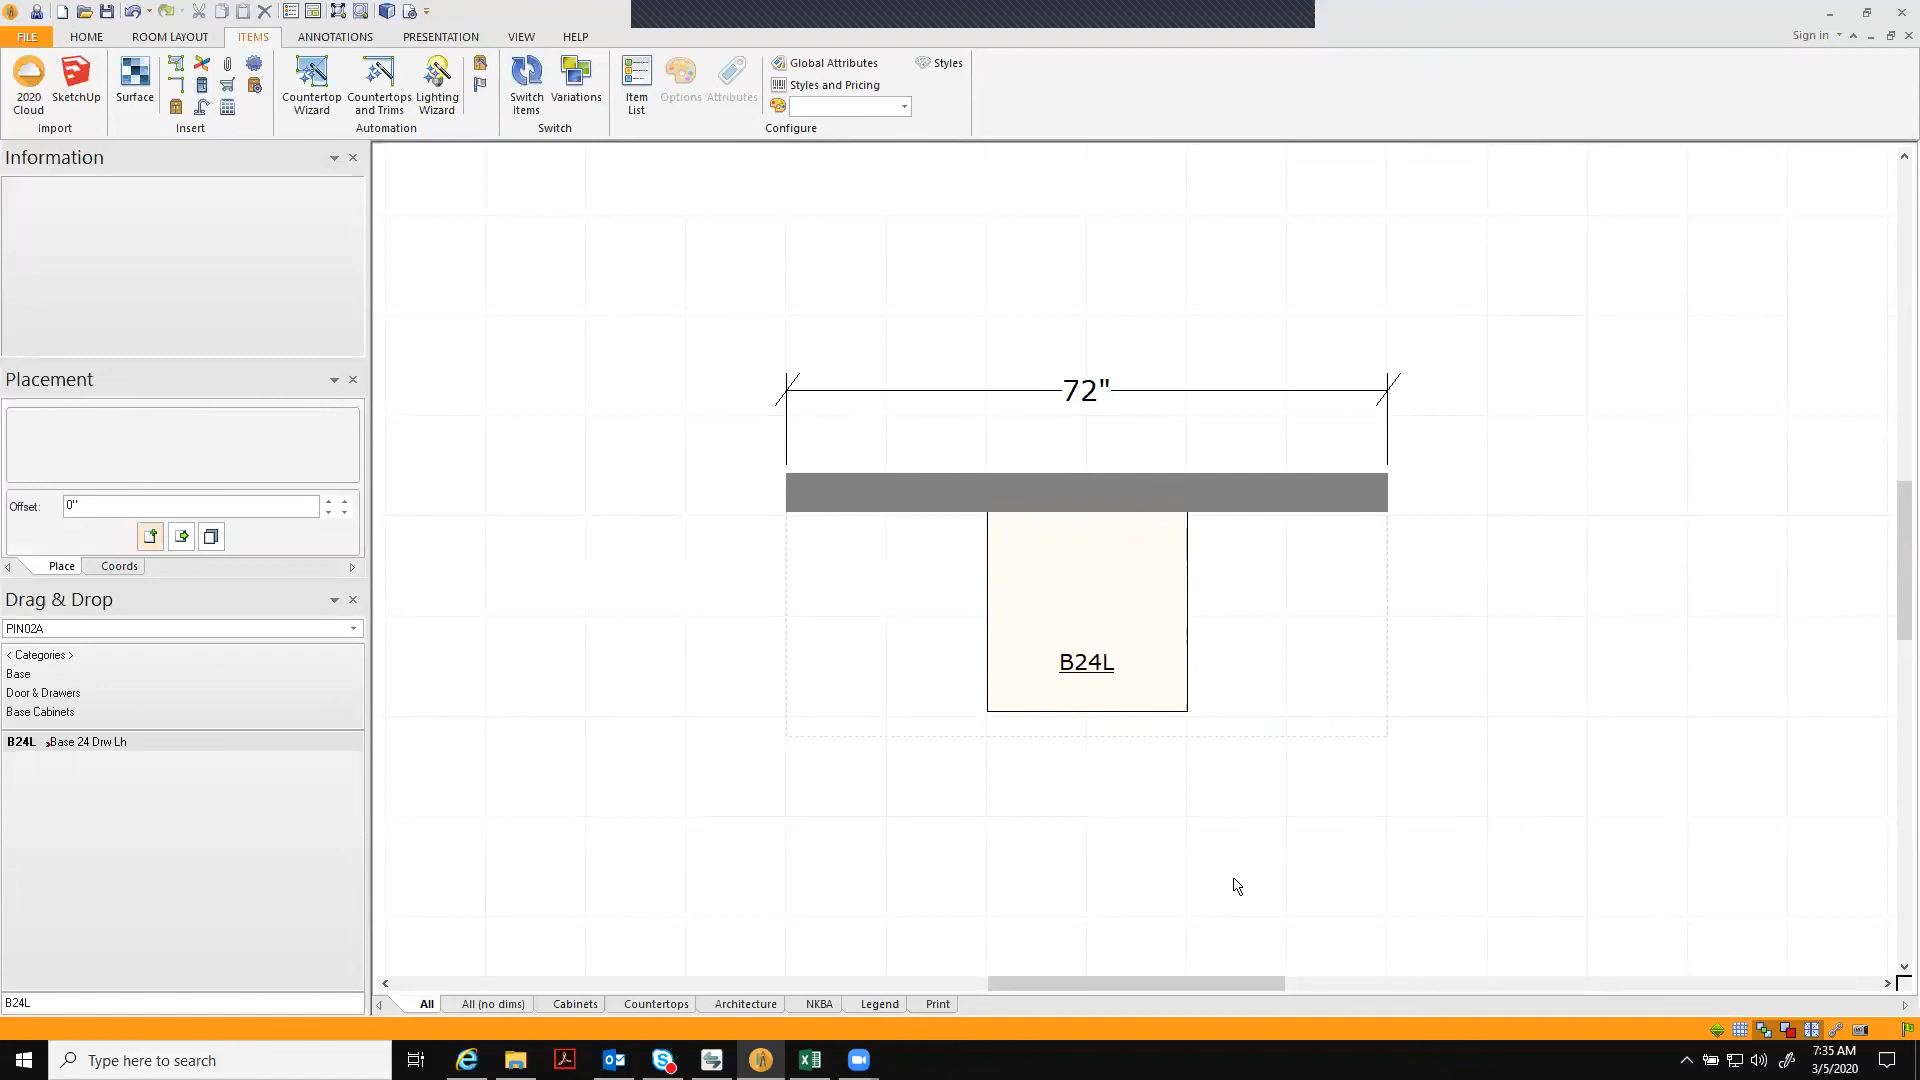 FILE HOME ROOM LAYOUT ITEMS ANNOTATIONS PRESENTATION VIEW HELP
Sign in
2020 Cloud
SketchUp
Import
Surface
Insert
Countertop Wizard
Countertops and Trims
Lighting Wizard
Automation
Switch Items
Variations
Switch
Item List
Options
Attributes
Global Attributes
Styles and Pricing
Styles
Configure
Information
Placement
Offset: 0"
Place Coords
Drag & Drop
PIN02A
< Categories >
Base
Door & Drawers
Base Cabinets
B24L Base 24 Drw Lh
B24L
72"
B24L
All All (no dims) Cabinets Countertops Architecture NKBA Legend Print
Type here to search
7:35 AM
3/5/2020